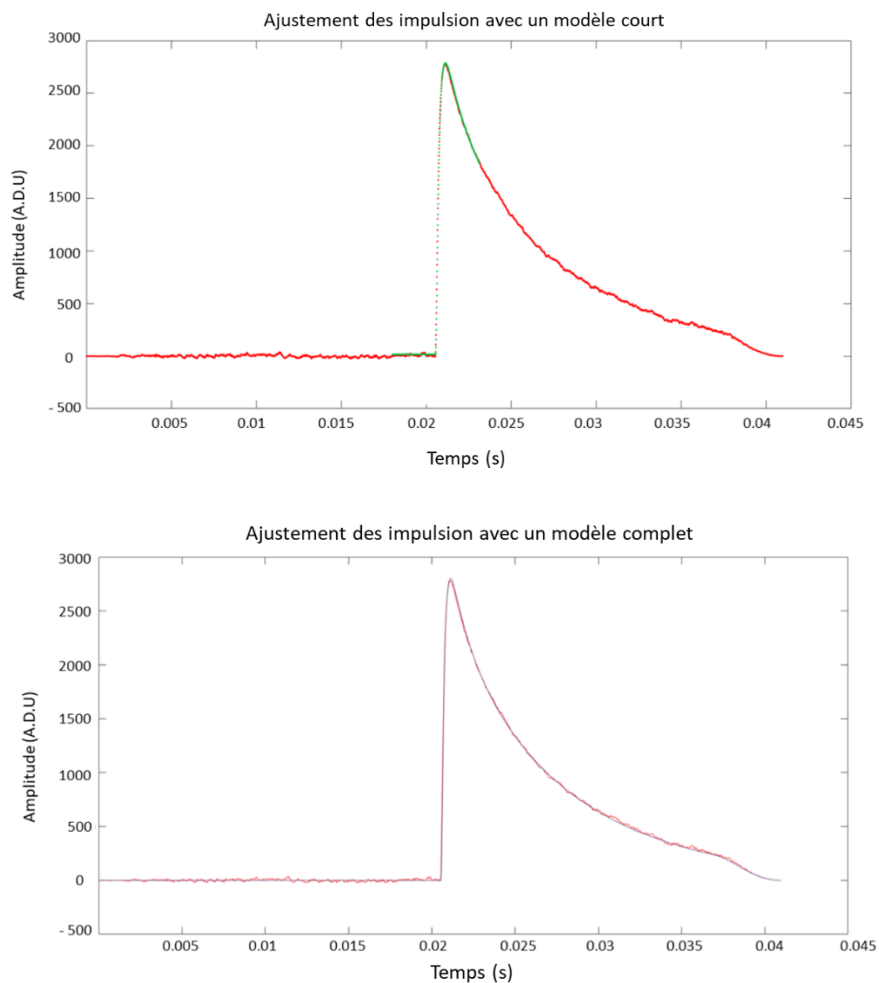 Ajustement des impulsion avec un modèle court
3000
2500
2000
1500
1000
500
0
- 500
Amplitude (A.D.U)
0.005 0.01 0.015 0.02 0.025 0.03 0.035 0.04 0.045
Temps (s)
Ajustement des impulsion avec un modèle complet
3000
2500
2000
1500
1000
500
0
- 500
Amplitude (A.D.U)
0.005 0.01 0.015 0.02 0.025 0.03 0.035 0.04 0.045
Temps (s)